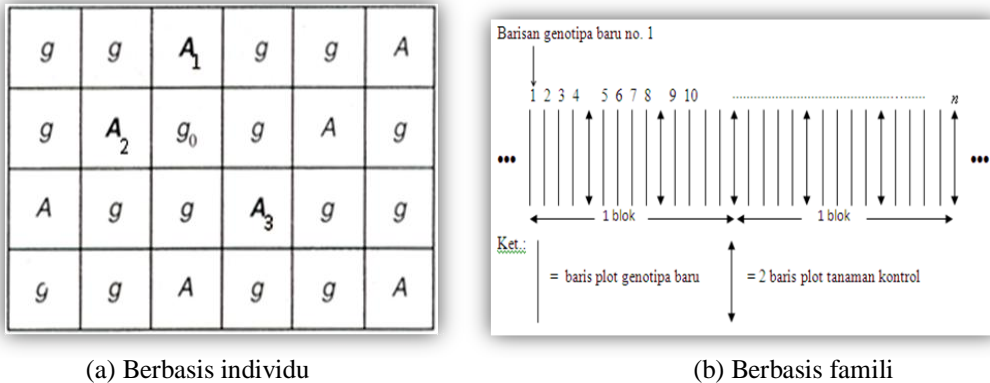 g g A₁ g g A
g A₂ g₀ g A g
A g g A₃ g g
g g A g g A
(a) Berbasis individu
Barisan genotipa baru no. 1
1 2 3 4 5 6 7 8 9 10 ............................................ n
••• •••
1 blok 1 blok
Ket.:
= baris plot genotipa baru = 2 baris plot tanaman kontrol
(b) Berbasis famili